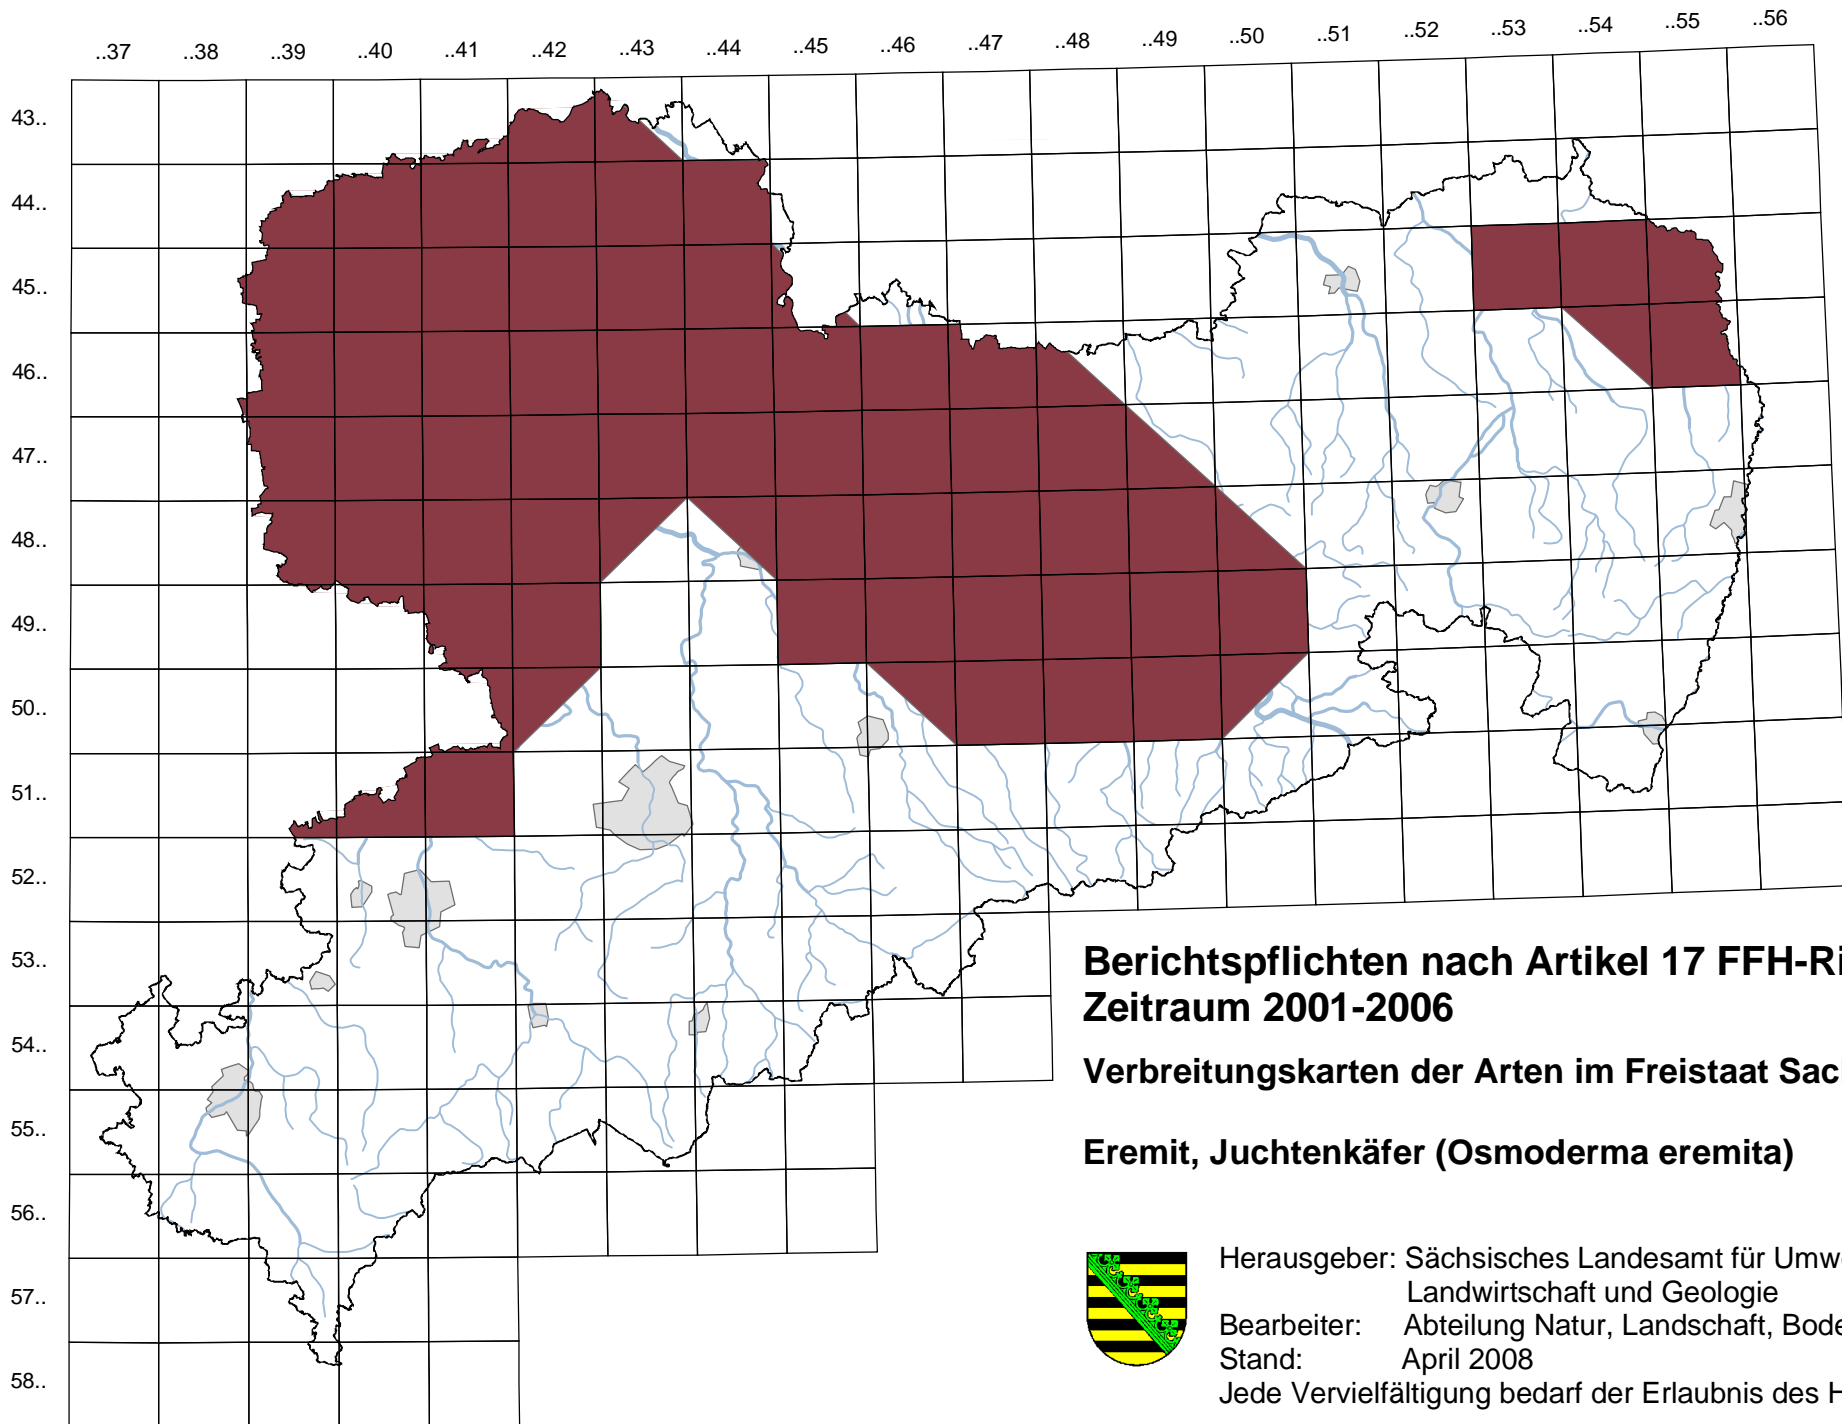 ..37 ..38 ..39 ..40 ..41 ..42 ..43 ..44 ..45 ..46 ..47 ..48 ..49 ..50 ..51 ..52 ..53 ..54 ..55 ..56
43..
44..
45..
46..
47..
48..
49..
50..
51..
52..
53..
54..
55..
56..
57..
58..
Berichtspflichten nach Artikel 17 FFH-Ri
Zeitraum 2001-2006
Verbreitungskarten der Arten im Freistaat Sac
Eremit, Juchtenkäfer (Osmoderma eremita)
Herausgeber: Sächsisches Landesamt für Umw
Landwirtschaft und Geologie
Bearbeiter: Abteilung Natur, Landschaft, Bode
Stand: April 2008
Jede Vervielfältigung bedarf der Erlaubnis des H